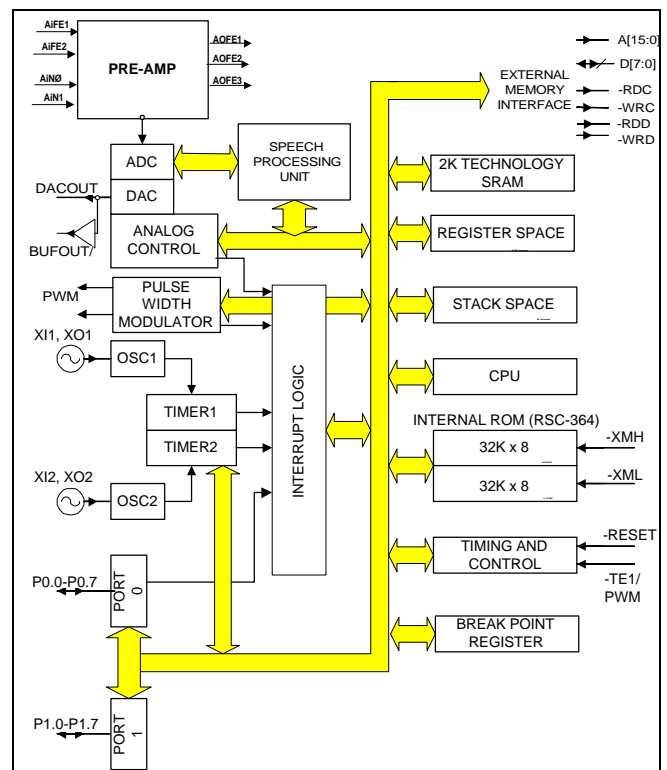 AiFE1
AiFE2
AiNØ
AiN1
PRE-AMP
AOFE1
AOFE2
AOFE3
ADC
DAC
ANALOG
CONTROL
DACOUT
BUFOUT/
SPEECH
PROCESSING
UNIT
PWM
PULSE
WIDTH
MODULATOR
XI1, XO1
OSC1
TIMER1
TIMER2
XI2, XO2
OSC2
INTERRUPT LOGIC
P0.0-P0.7
PORT
0
P1.0-P1.7
PORT
1
EXTERNAL
MEMORY
INTERFACE
A[15:0]
D[7:0]
-RDC
-WRC
-RDD
-WRD
2K TECHNOLOGY
SRAM
REGISTER SPACE
STACK SPACE
CPU
INTERNAL ROM (RSC-364)
32K x 8
32K x 8
-XMH
-XML
TIMING AND
CONTROL
-RESET
-TE1/
PWM
BREAK POINT
REGISTER